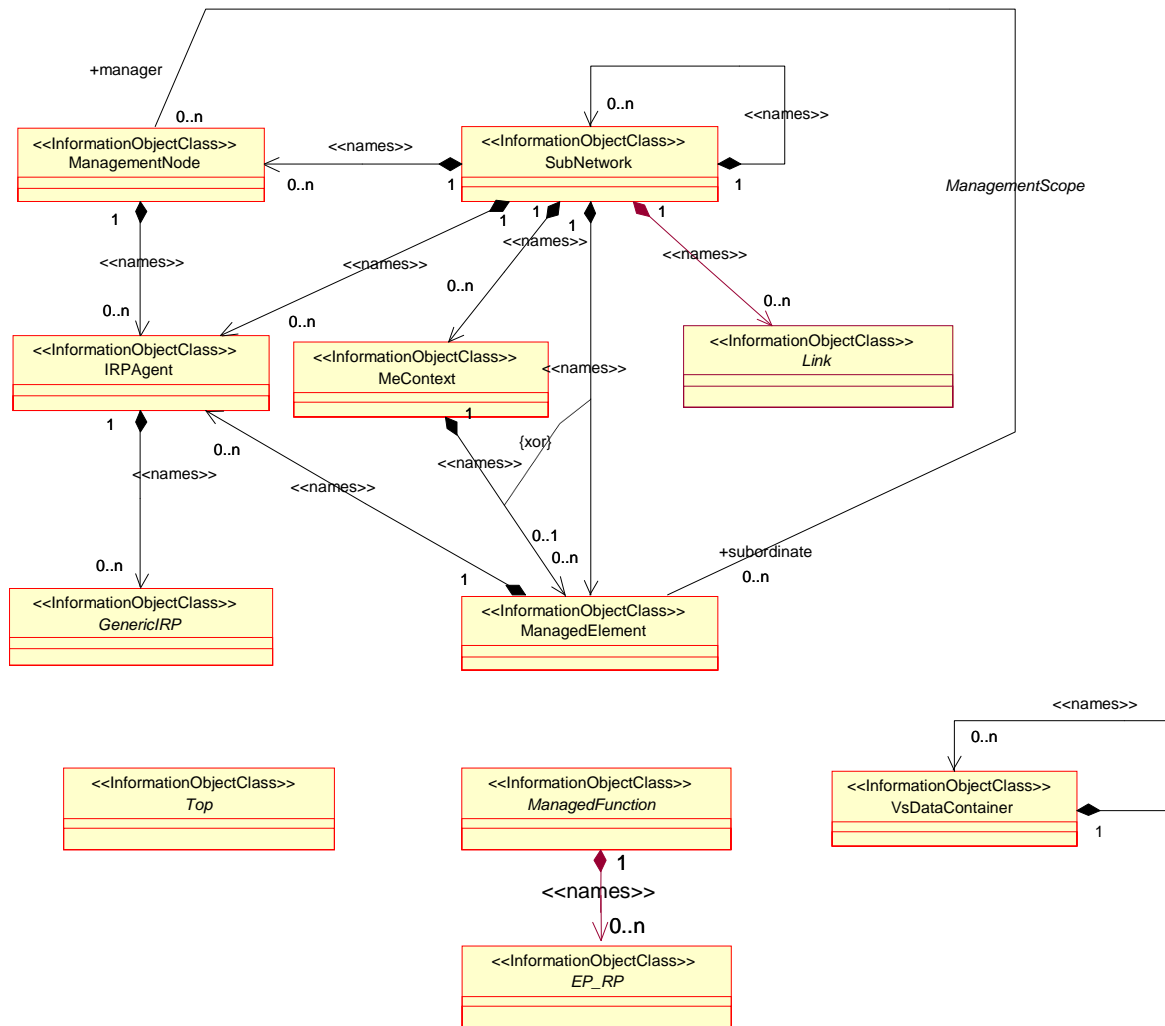 +manager
0..n
<<names>>
0..n
<<InformationObjectClass>>
ManagementNode
<<names>>
<<InformationObjectClass>>
SubNetwork
0..n
1
1
ManagementScope
1
1
1
1
1
<<names>>
<<names>>
<<names>>
<<names>>
0..n
0..n
0..n
0..n
<<InformationObjectClass>>
IRPAgent
<<InformationObjectClass>>
MeContext
<<names>>
<<InformationObjectClass>>
Link
1
1
0..n
{xor}
<<names>>
<<names>>
<<names>>
0..1
0..n
+subordinate
0..n
0..n
1
<<InformationObjectClass>>
GenericIRP
<<InformationObjectClass>>
ManagedElement
<<names>>
0..n
<<InformationObjectClass>>
Top
<<InformationObjectClass>>
ManagedFunction
<<InformationObjectClass>>
VsDataContainer
1
1
<<names>>
0..n
<<InformationObjectClass>>
EP_RP